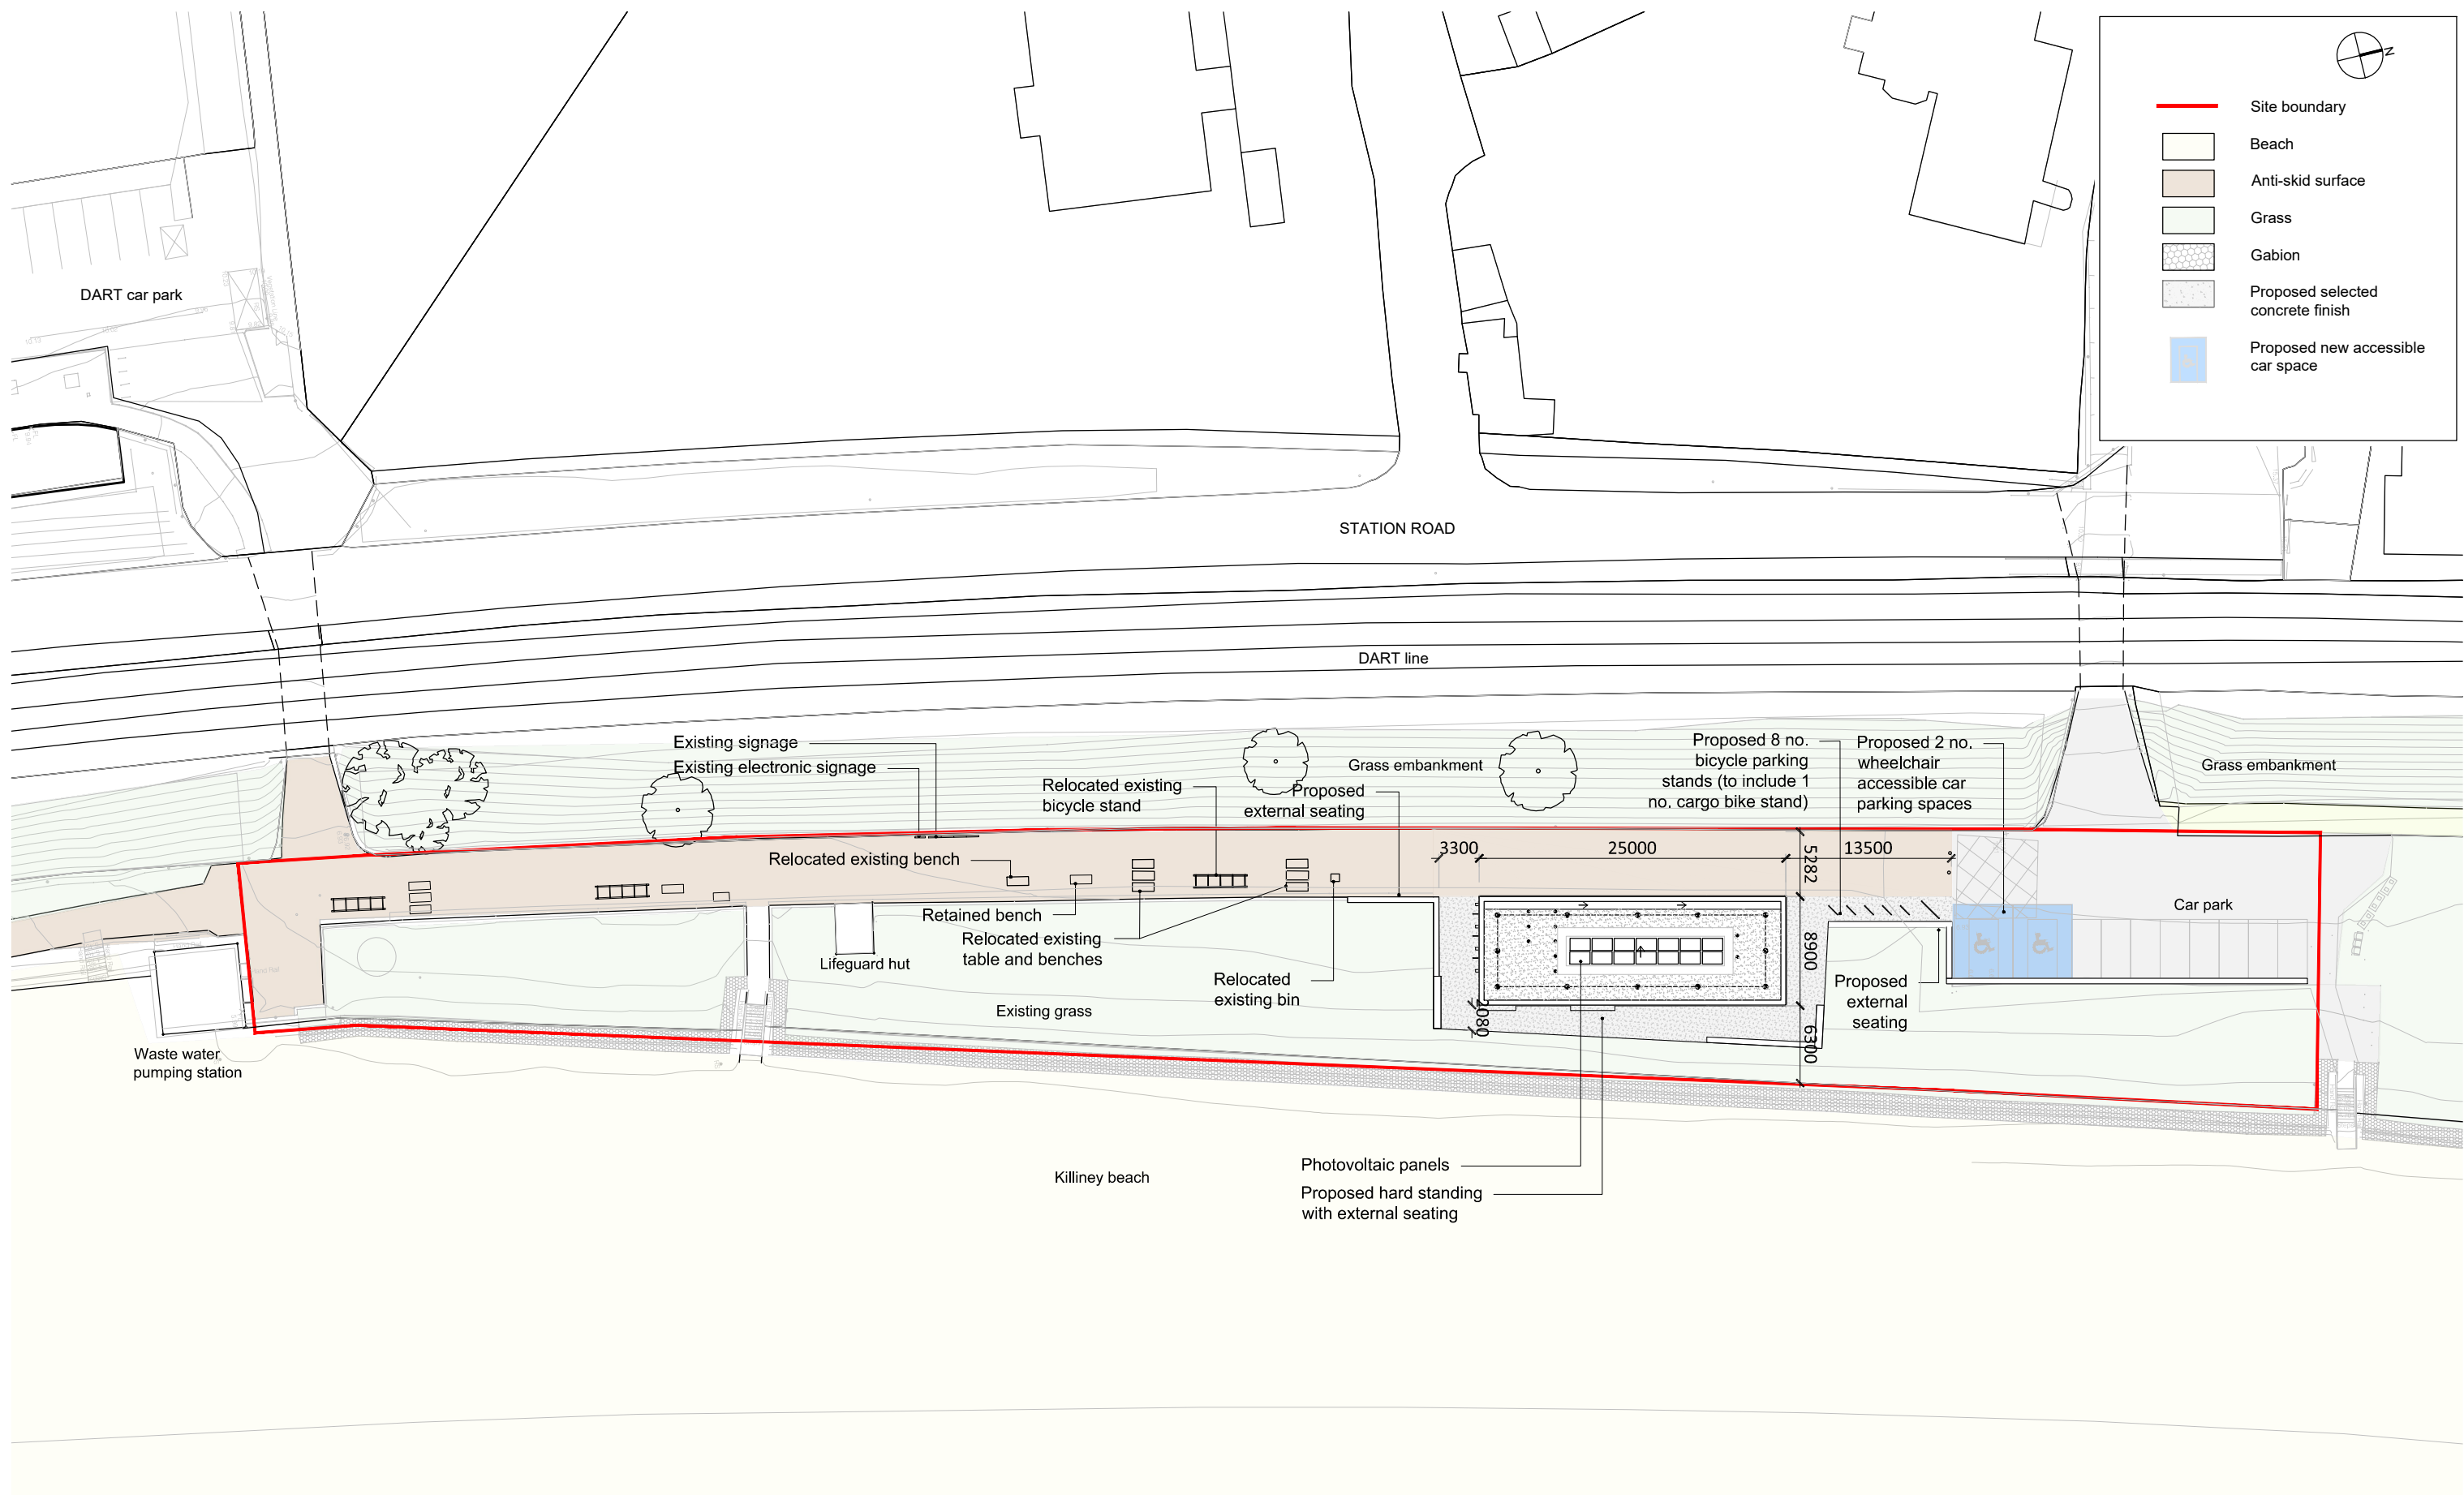 N
Site boundary
Beach
Anti-skid surface
Grass
Gabion
Proposed selected
concrete finish
Proposed new accessible
car space
DART car park
STATION ROAD
DART line
Existing signage
Existing electronic signage
Relocated existing
bicycle stand
Proposed
external seating
Grass embankment
Proposed 8 no.
bicycle parking
stands (to include 1
no. cargo bike stand)
Proposed 2 no.
wheelchair
accessible car
parking spaces
Grass embankment
Relocated existing bench
3300
25000
5282
13500
Retained bench
Relocated existing
table and benches
Lifeguard hut
Relocated
existing bin
Existing grass
2080
8900
6300
Proposed
external
seating
Car park
Waste water
pumping station
Killiney beach
Photovoltaic panels
Proposed hard standing
with external seating